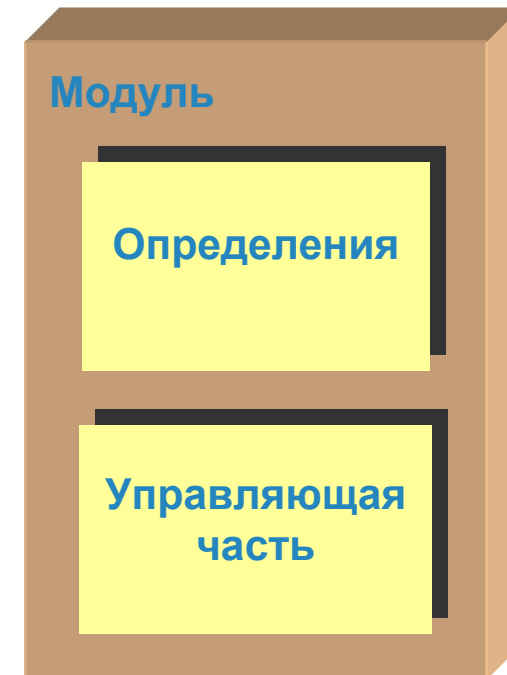 Модуль
Определения
Управляющая
часть